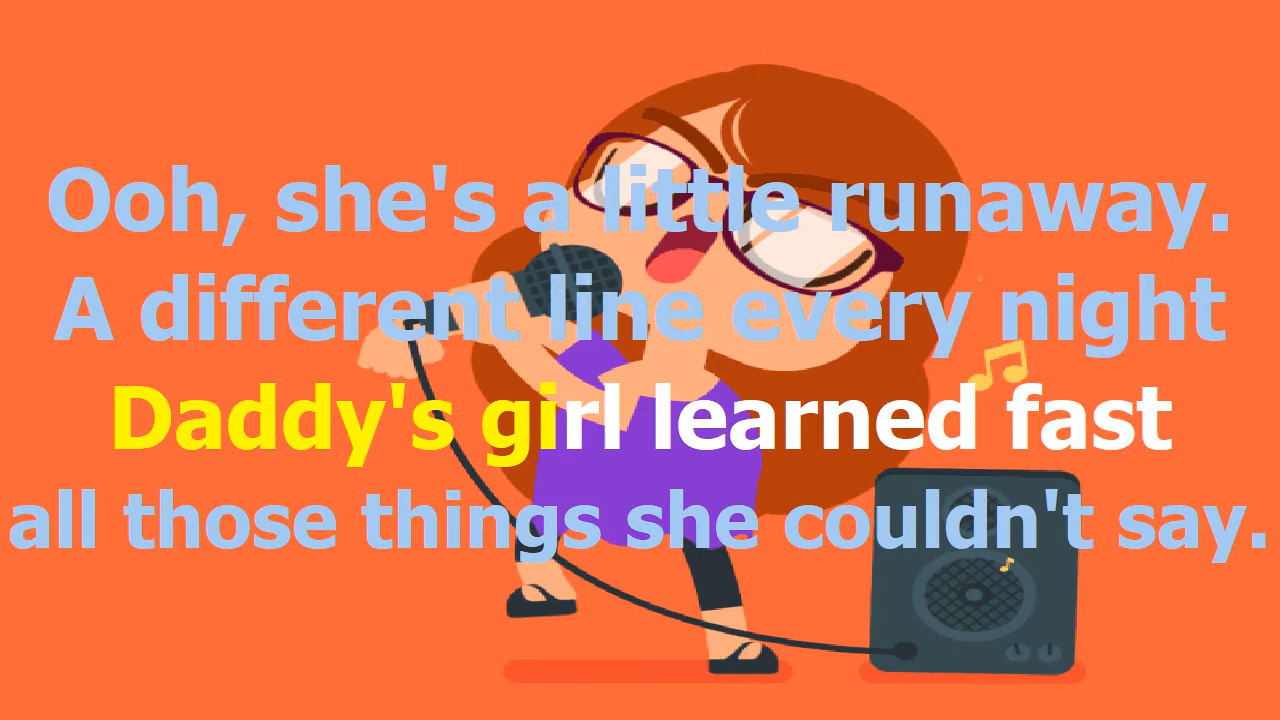 Ooh, she's a little runaway.
A different line every night
Daddy's girl learned fast
all those things she couldn't say.